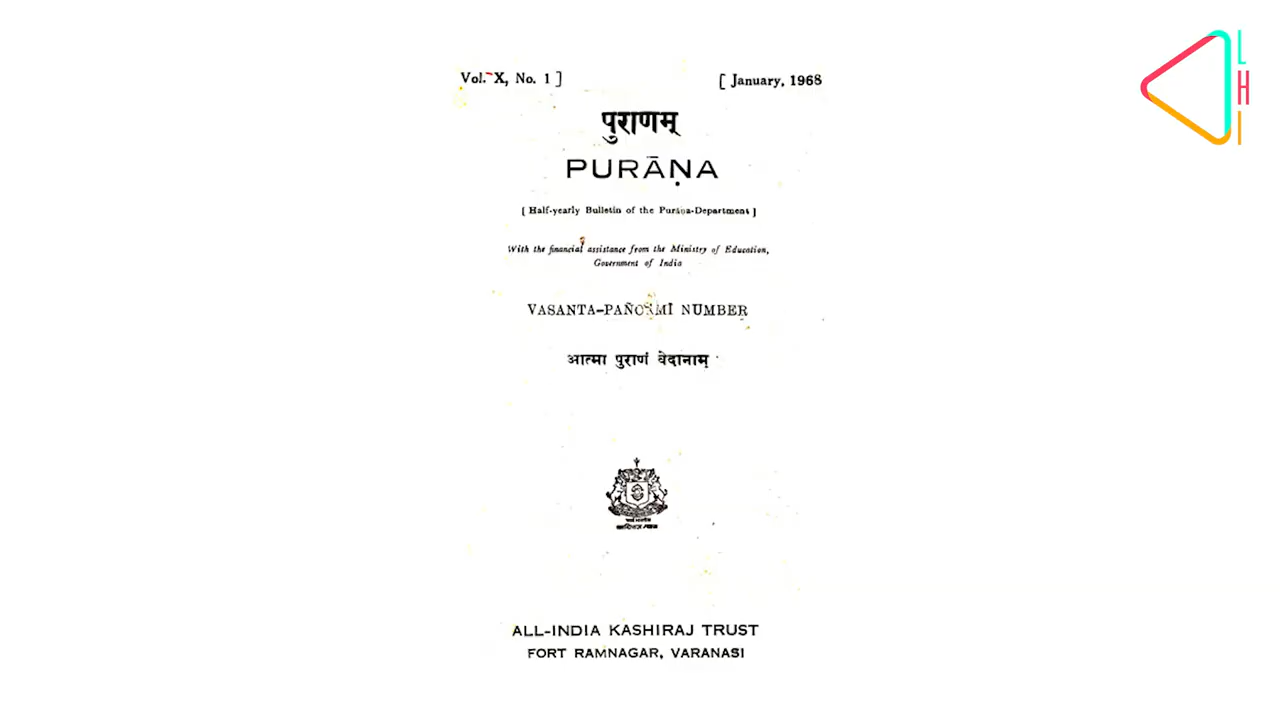 Vol. X, No. 1 ] [ January, 1968
पुराणम्
PURĀṆA
[ Half-yearly Bulletin of the Purāṇa-Department ]
With the financial assistance from the Ministry of Education,
Government of India
VASANTA-PAÑCAMĪ NUMBER
आत्मा पुराणं वेदानाम्
ALL-INDIA KASHIRAJ TRUST
FORT RAMNAGAR, VARANASI
L
H
I